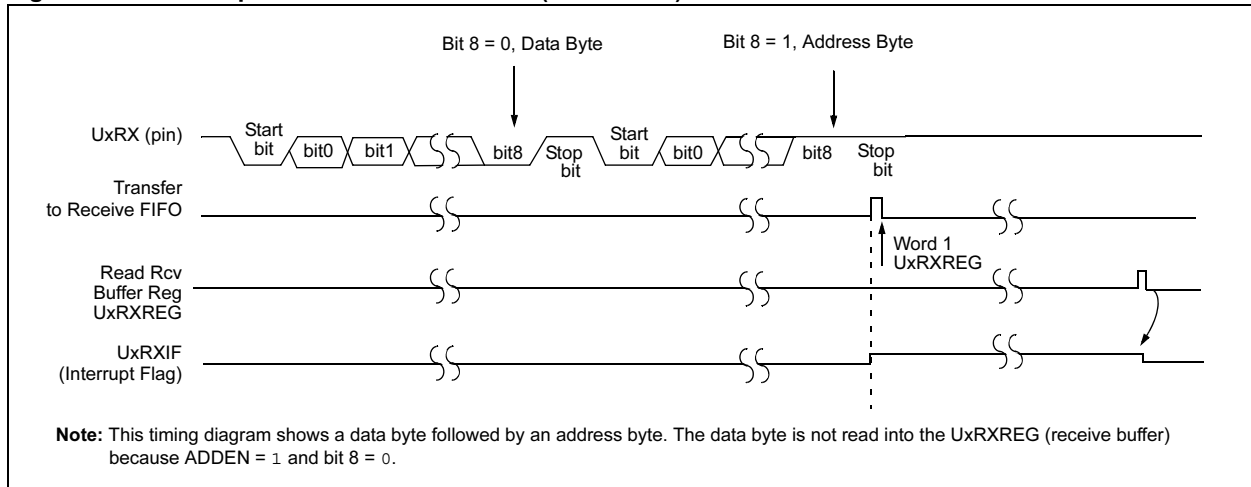 Bit 8 = 0, Data Byte
Bit 8 = 1, Address Byte
UxRX (pin)
Start
bit
bit0
bit1
bit8
Stop
bit
Start
bit
bit0
bit8
Stop
bit
Transfer
to Receive FIFO
Word 1
UxRXREG
Read Rcv
Buffer Reg
UxRXREG
UxRXIF
(Interrupt Flag)
Note: This timing diagram shows a data byte followed by an address byte. The data byte is not read into the UxRXREG (receive buffer)
because ADDEN = 1 and bit 8 = 0.